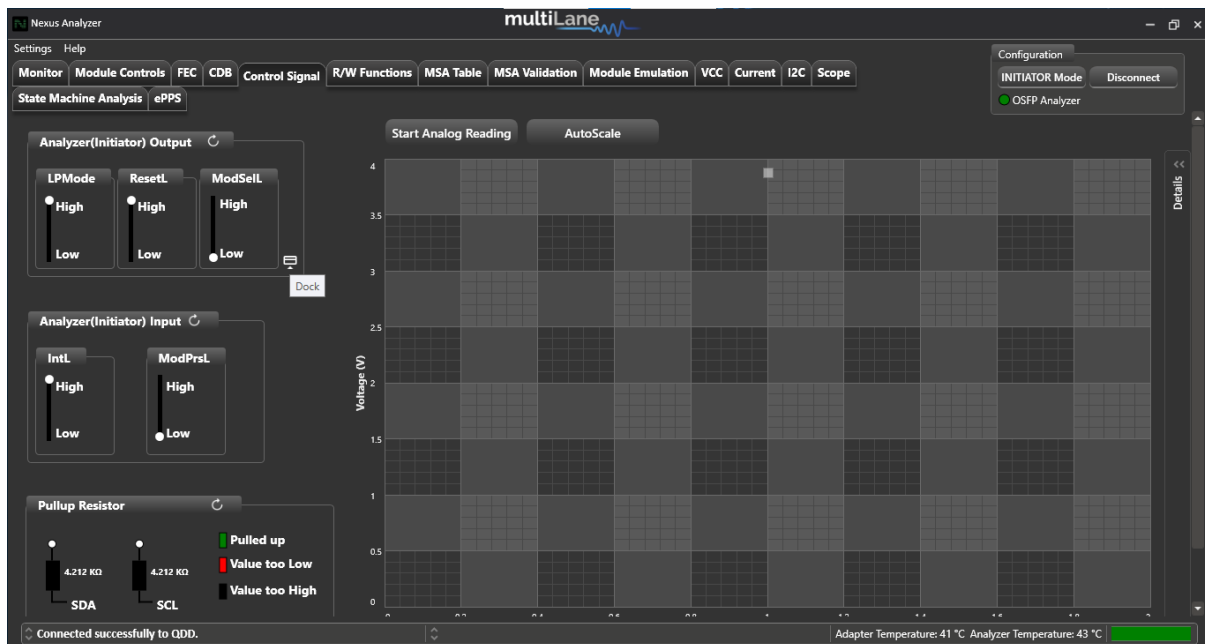 Nexus Analyzer
multiLane
Settings Help
Configuration
Monitor Module Controls FEC CDB Control Signal R/W Functions MSA Table MSA Validation Module Emulation VCC Current I2C Scope
INITIATOR Mode Disconnect
State Machine Analysis ePPS
OSFP Analyzer
Start Analog Reading AutoScale
Analyzer(Initiator) Output
LPMode ResetL ModSelL
High High High
Low Low Low
Dock
Analyzer(Initiator) Input
IntL ModPrsL
High High
Low Low
Pullup Resistor
Pulled up
4.212 KΩ 4.212 KΩ Value too Low
Value too High
SDA SCL
Voltage (V)
4
3.5
3
2.5
2
1.5
1
0.5
0
Details
Connected successfully to QDD.
Adapter Temperature: 41 °C Analyzer Temperature: 43 °C